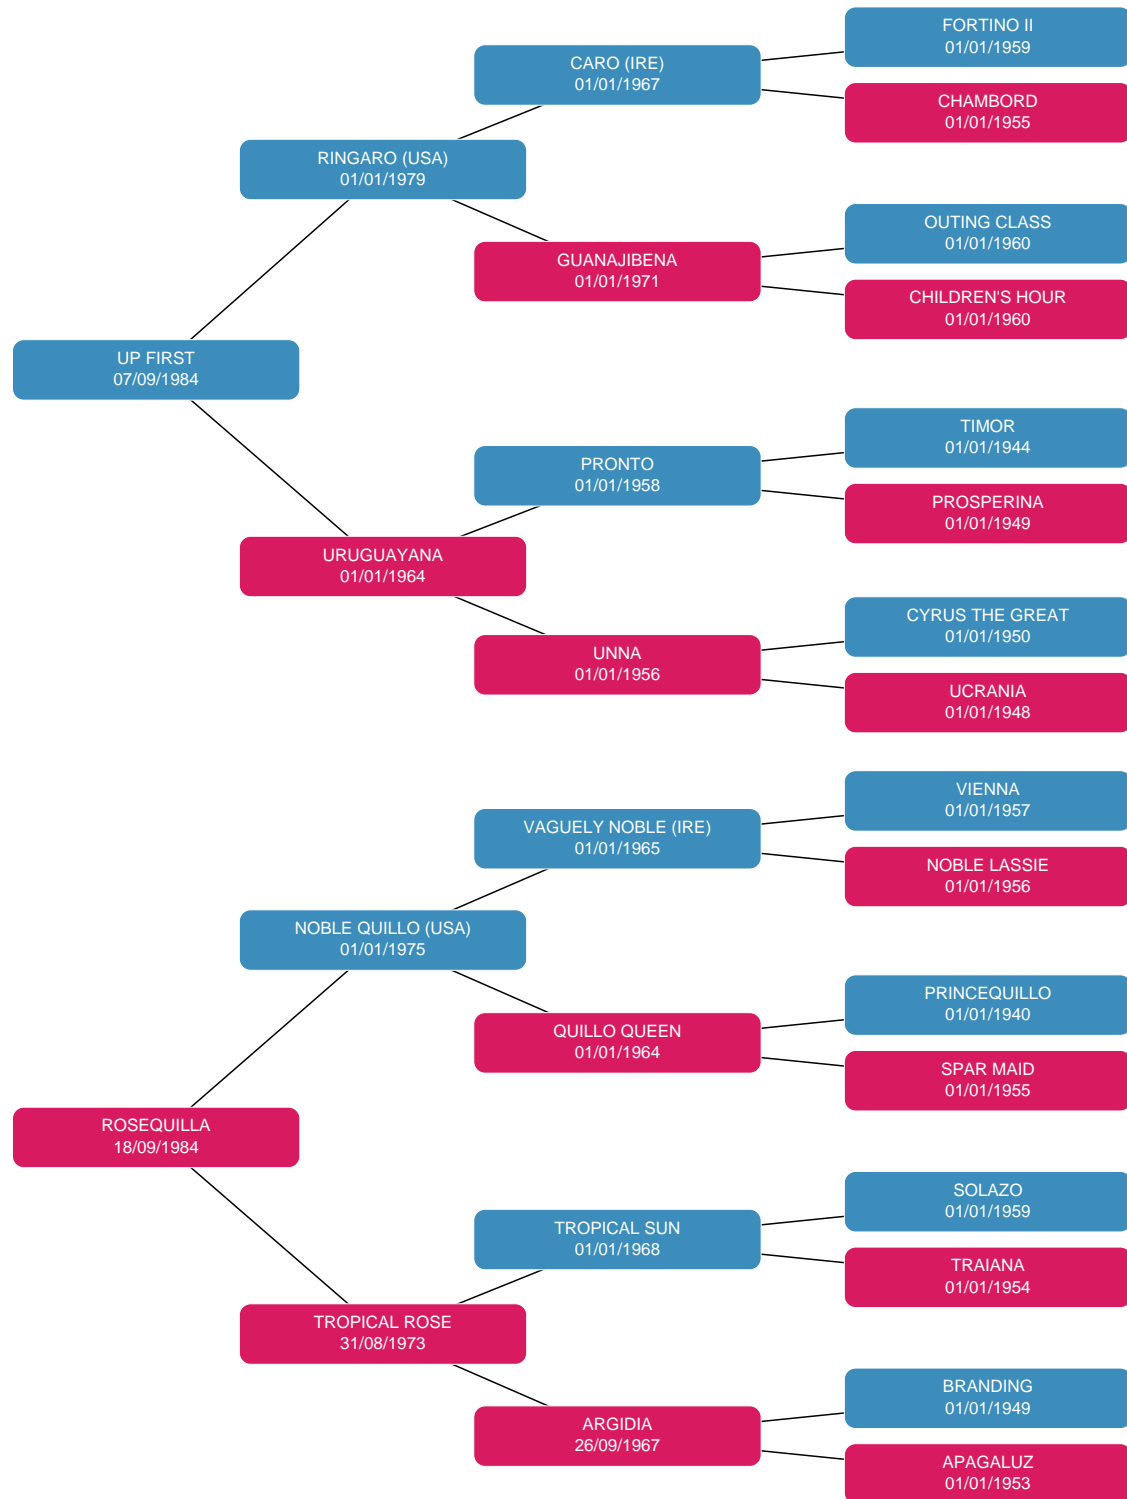 FORTINO II
01/01/1959
CARO (IRE)
01/01/1967
CHAMBORD
01/01/1955
RINGARO (USA)
01/01/1979
OUTING CLASS
01/01/1960
GUANAJIBENA
01/01/1971
CHILDREN'S HOUR
01/01/1960
UP FIRST
07/09/1984
TIMOR
01/01/1944
PRONTO
01/01/1958
PROSPERINA
01/01/1949
URUGUAYANA
01/01/1964
CYRUS THE GREAT
01/01/1950
UNNA
01/01/1956
UCRANIA
01/01/1948
VIENNA
01/01/1957
VAGUELY NOBLE (IRE)
01/01/1965
NOBLE LASSIE
01/01/1956
NOBLE QUILLO (USA)
01/01/1975
PRINCEQUILLO
01/01/1940
QUILLO QUEEN
01/01/1964
SPAR MAID
01/01/1955
ROSEQUILLA
18/09/1984
SOLAZO
01/01/1959
TROPICAL SUN
01/01/1968
TRAIANA
01/01/1954
TROPICAL ROSE
31/08/1973
BRANDING
01/01/1949
ARGIDIA
26/09/1967
APAGALUZ
01/01/1953